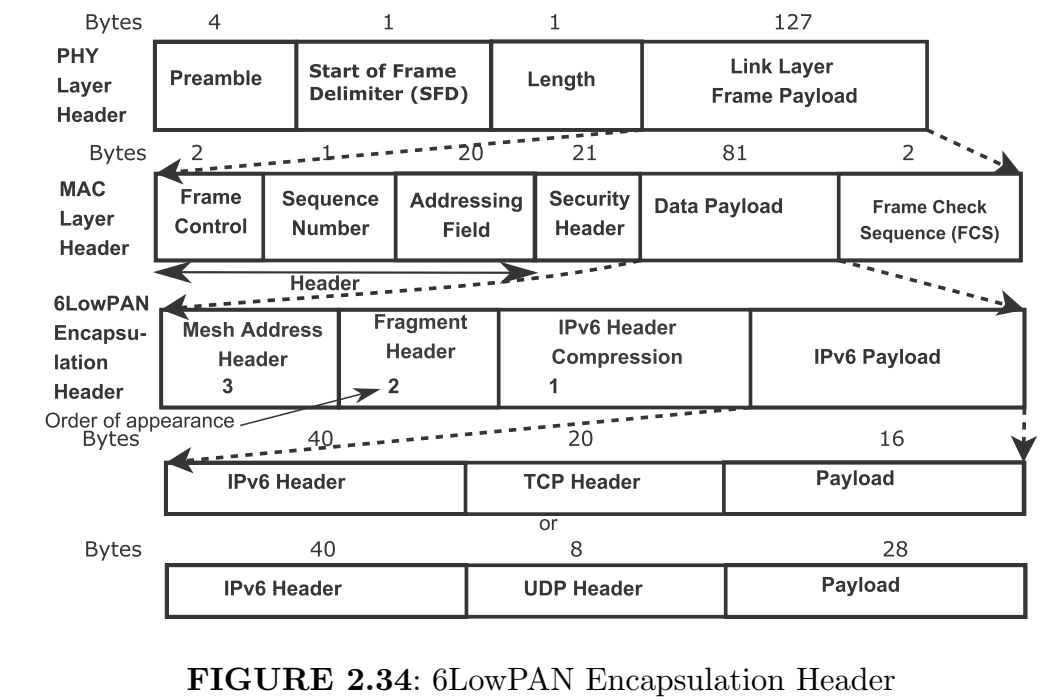 Bytes 4 1 1 127
PHY
Layer
Header
Preamble
Start of Frame
Delimiter (SFD)
Length
Link Layer
Frame Payload
Bytes 2 1 20 21 81 2
MAC
Layer
Header
Frame
Control
Sequence
Number
Addressing
Field
Security
Header
Data Payload
Frame Check
Sequence (FCS)
Header
6LowPAN
Encapsu-
lation
Header
Mesh Address
Header
3
Fragment
Header
2
IPv6 Header
Compression
1
IPv6 Payload
Order of appearance
Bytes 40 20 16
IPv6 Header TCP Header Payload
or
Bytes 40 8 28
IPv6 Header UDP Header Payload
FIGURE 2.34: 6LowPAN Encapsulation Header